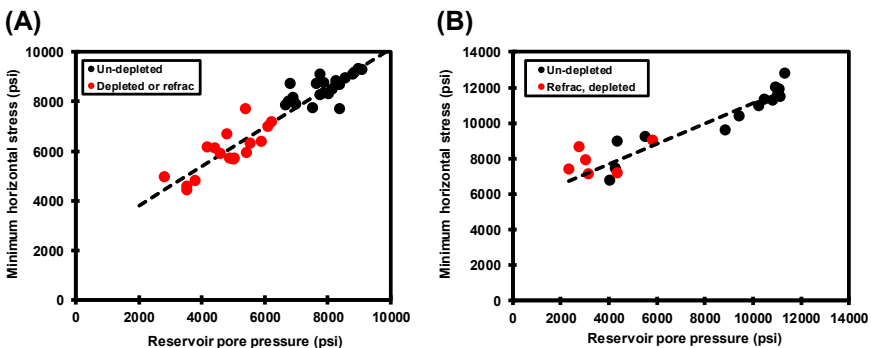 (A)
Minimum horizontal stress (psi)
10000
8000
6000
4000
2000
0
Un-depleted
Depleted or refrac
0 2000 4000 6000 8000 10000
Reservoir pore pressure (psi)
(B)
Minimum horizontal stress (psi)
14000
12000
10000
8000
6000
4000
2000
0
Un-depleted
Refrac, depleted
0 2000 4000 6000 8000 10000 12000 14000
Reservoir pore pressure (psi)